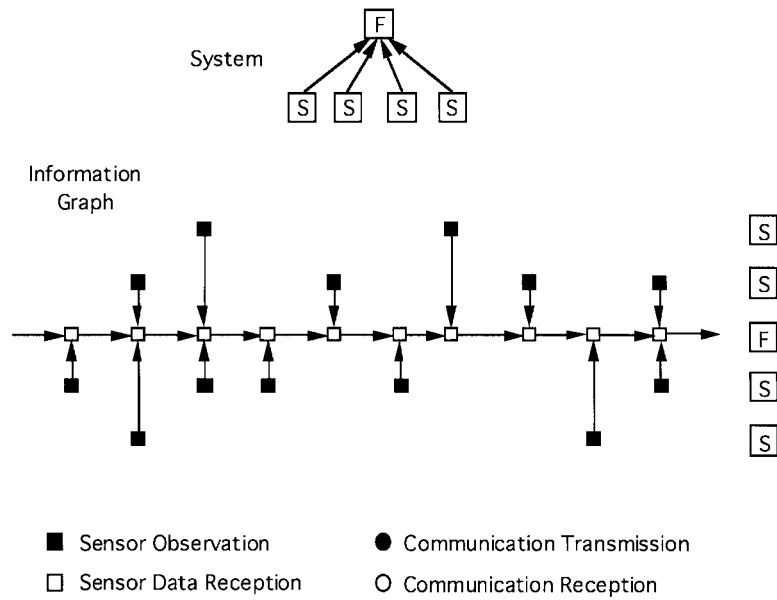 F
System
S S S S
Information
Graph
S
S
F
S
S
Sensor Observation
Communication Transmission
Sensor Data Reception
Communication Reception